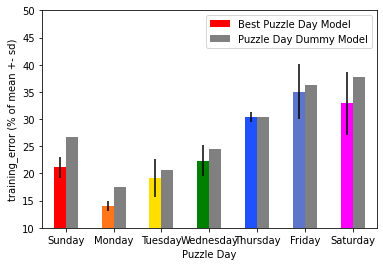 training_error (% of mean +- sd)
50
45
40
35
30
25
20
15
10
Best Puzzle Day Model
Puzzle Day Dummy Model
Sunday Monday Tuesday Wednesday Thursday Friday Saturday
Puzzle Day